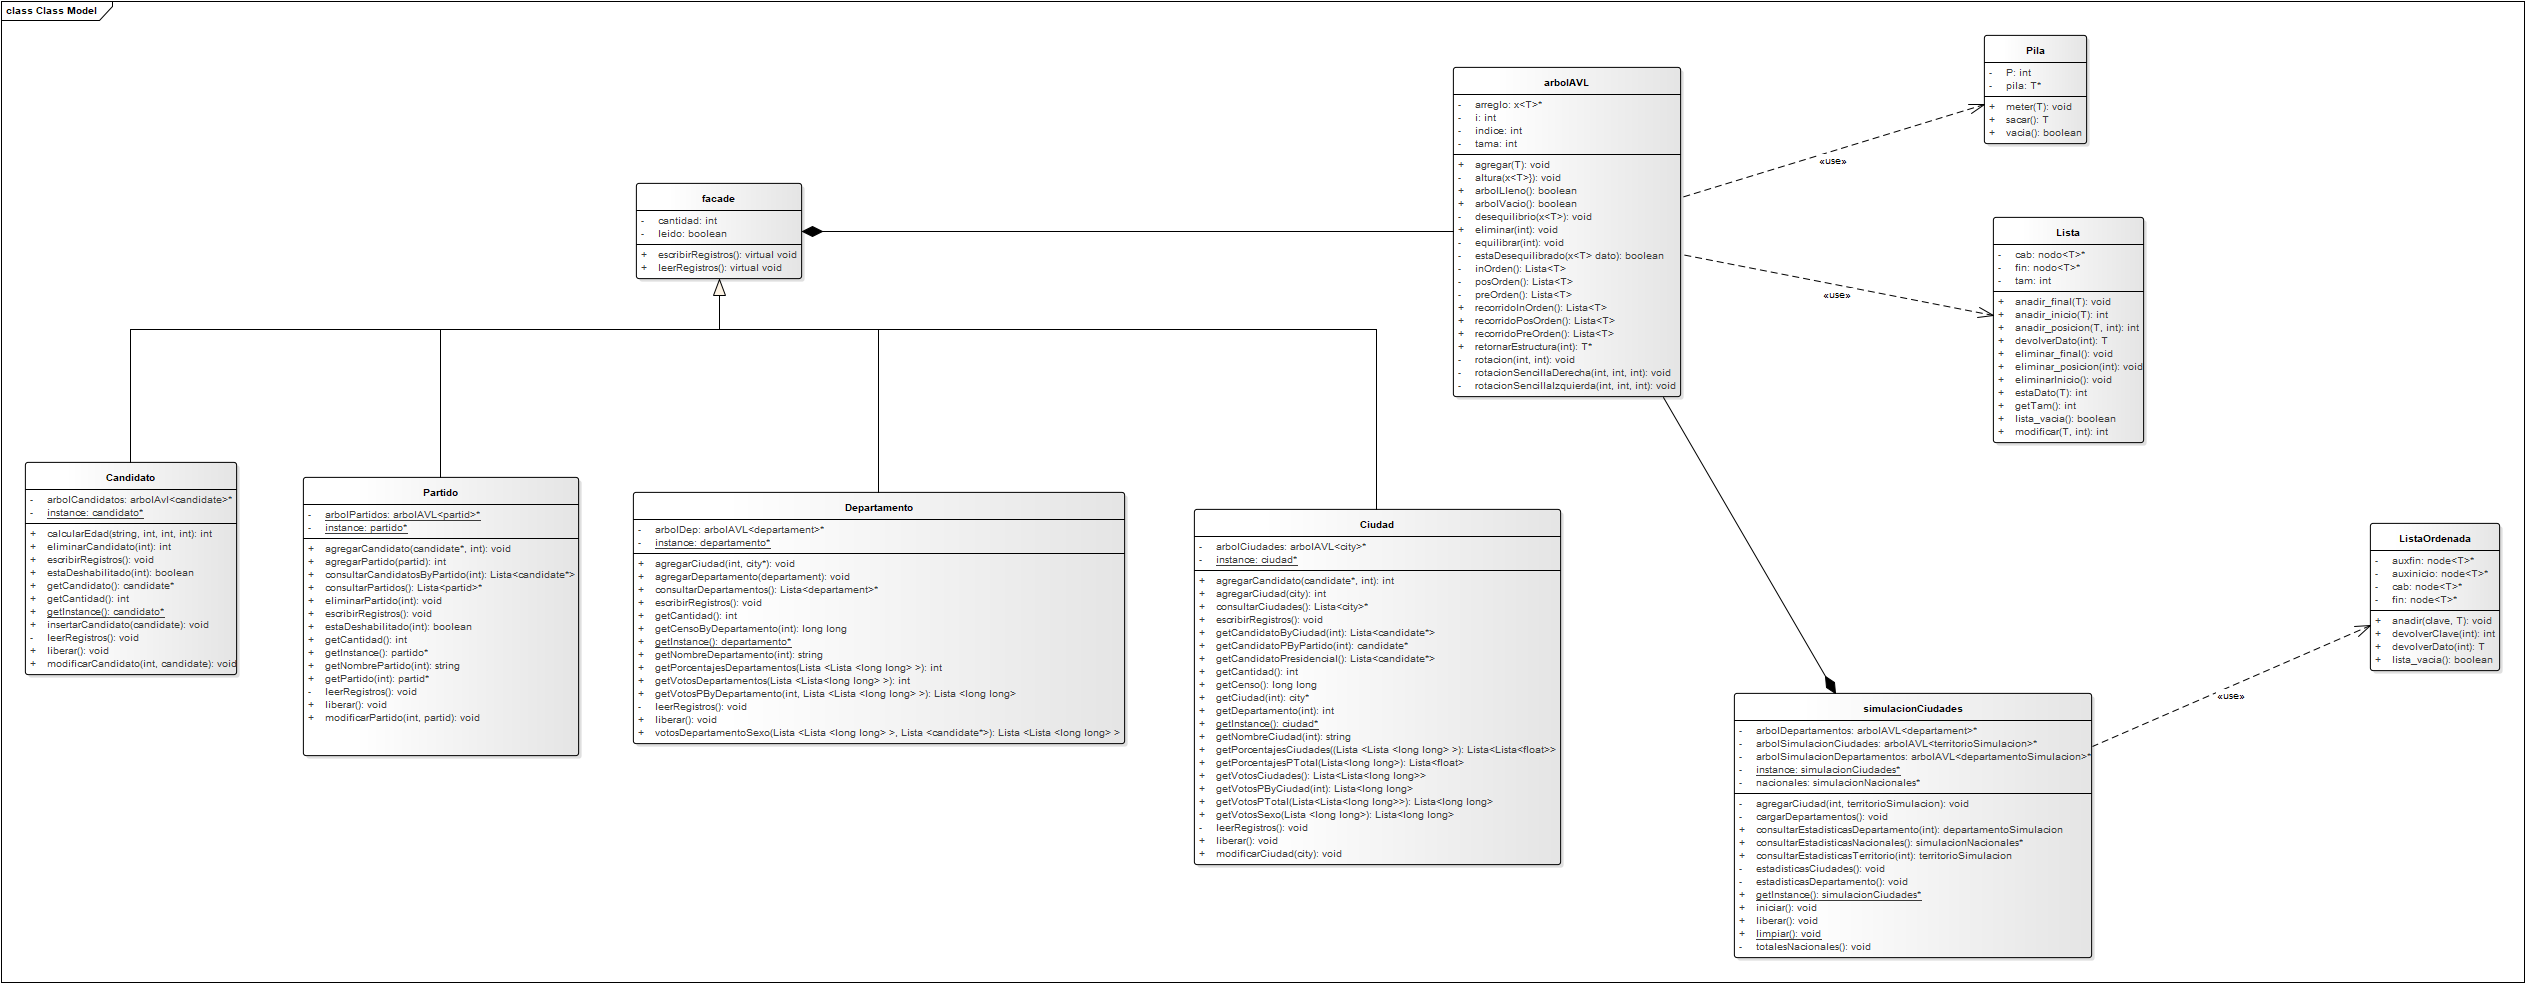 class Class Model
Pila
- P: int
- pila: T*
+ meter(T): void
+ sacar(): T
+ vacia(): boolean
arbolAVL
- arreglo: x<T>*
- i: int
- indice: int
- tama: int
+ agregar(T): void
- altura(x<T>}): void
+ arbolLleno(): boolean
+ arbolVacio(): boolean
- desequilibrio(x<T>): void
+ eliminar(int): void
- equilibrar(int): void
- estaDesequilibrado(x<T> dato): boolean
- inOrden(): Lista<T>
- posOrden(): Lista<T>
- preOrden(): Lista<T>
+ recorridoInOrden(): Lista<T>
+ recorridoPosOrden(): Lista<T>
+ recorridoPreOrden(): Lista<T>
+ retornarEstructura(int): T*
- rotacion(int, int): void
- rotacionSencillaDerecha(int, int, int): void
- rotacionSencillaIzquierda(int, int, int): void
«use»
«use»
facade
- cantidad: int
- leido: boolean
+ escribirRegistros(): virtual void
+ leerRegistros(): virtual void
Lista
- cab: nodo<T>*
- fin: nodo<T>*
- tam: int
+ anadir_final(T): void
+ anadir_inicio(T): int
+ anadir_posicion(T, int): int
+ devolverDato(int): T
+ eliminar_final(): void
+ eliminar_posicion(int): void
+ eliminarInicio(): void
+ estaDato(T): int
+ getTam(): int
+ lista_vacia(): boolean
+ modificar(T, int): int
Candidato
- arbolCandidatos: arbolAvl<candidate>*
- instance: candidato*
+ calcularEdad(string, int, int, int): int
+ eliminarCandidato(int): int
+ escribirRegistros(): void
+ estaDeshabilitado(int): boolean
+ getCandidato(): candidate*
+ getCantidad(): int
+ getInstance(): candidato*
+ insertarCandidato(candidate): void
- leerRegistros(): void
+ liberar(): void
+ modificarCandidato(int, candidate): void
Partido
- arbolPartidos: arbolAVL<partid>*
- instance: partido*
+ agregarCandidato(candidate*, int): void
+ agregarPartido(partid): int
+ consultarCandidatosByPartido(int): Lista<candidate*>
+ consultarPartidos(): Lista<partid>*
+ eliminarPartido(int): void
+ escribirRegistros(): void
+ estaDeshabilitado(int): boolean
+ getCantidad(): int
+ getInstance(): partido*
+ getNombrePartido(int): string
+ getPartido(int): partid*
- leerRegistros(): void
+ liberar(): void
+ modificarPartido(int, partid): void
Departamento
- arbolDep: arbolAVL<departament>*
- instance: departamento*
+ agregarCiudad(int, city*): void
+ agregarDepartamento(departament): void
+ consultarDepartamentos(): Lista<departament>*
+ escribirRegistros(): void
+ getCantidad(): int
+ getCensoByDepartamento(int): long long
+ getInstance(): departamento*
+ getNombreDepartamento(int): string
+ getPorcentajesDepartamentos(Lista <Lista <long long> >): int
+ getVotosDepartamentos(Lista <Lista<long long> >): int
+ getVotosPByDepartamento(int, Lista <Lista <long long> >): Lista <long long>
- leerRegistros(): void
+ liberar(): void
+ votosDepartamentoSexo(Lista <Lista <long long> >, Lista <candidate*>): Lista <Lista <long long> >
Ciudad
- arbolCiudades: arbolAVL<city>*
- instance: ciudad*
+ agregarCandidato(candidate*, int): int
+ agregarCiudad(city): int
+ consultarCiudades(): Lista<city>*
+ escribirRegistros(): void
+ getCandidatoByCiudad(int): Lista<candidate*>
+ getCandidatoPByPartido(int): candidate*
+ getCandidatoPresidencial(): Lista<candidate*>
+ getCantidad(): int
+ getCenso(): long long
+ getCiudad(int): city*
+ getDepartamento(int): int
+ getInstance(): ciudad*
+ getNombreCiudad(int): string
+ getPorcentajesCiudades((Lista <Lista <long long> >): Lista<Lista<float>>
+ getPorcentajesPTotal(Lista<long long>): Lista<float>
+ getVotosCiudades(): Lista<Lista<long long>>
+ getVotosPByCiudad(int): Lista<long long>
+ getVotosPTotal(Lista<Lista<long long>>): Lista<long long>
+ getVotosSexo(Lista <long long>): Lista<long long>
- leerRegistros(): void
+ liberar(): void
+ modificarCiudad(city): void
ListaOrdenada
- auxfin: node<T>*
- auxinicio: node<T>*
- cab: node<T>*
- fin: node<T>*
+ anadir(clave, T): void
+ devolverClave(int): int
+ devolverDato(int): T
+ lista_vacia(): boolean
«use»
simulacionCiudades
- arbolDepartamentos: arbolAVL<departament>*
- arbolSimulacionCiudades: arbolAVL<territorioSimulacion>*
- arbolSimulacionDepartamentos: arbolAVL<departamentoSimulacion>*
- instance: simulacionCiudades*
- nacionales: simulacionNacionales*
- agregarCiudad(int, territorioSimulacion): void
- cargarDepartamentos(): void
+ consultarEstadisticasDepartamento(int): departamentoSimulacion
+ consultarEstadisticasNacionales(): simulacionNacionales*
+ consultarEstadisticasTerritorio(int): territorioSimulacion
- estadisticasCiudades(): void
- estadisticasDepartamento(): void
+ getInstance(): simulacionCiudades*
+ iniciar(): void
+ liberar(): void
+ limpiar(): void
- totalesNacionales(): void